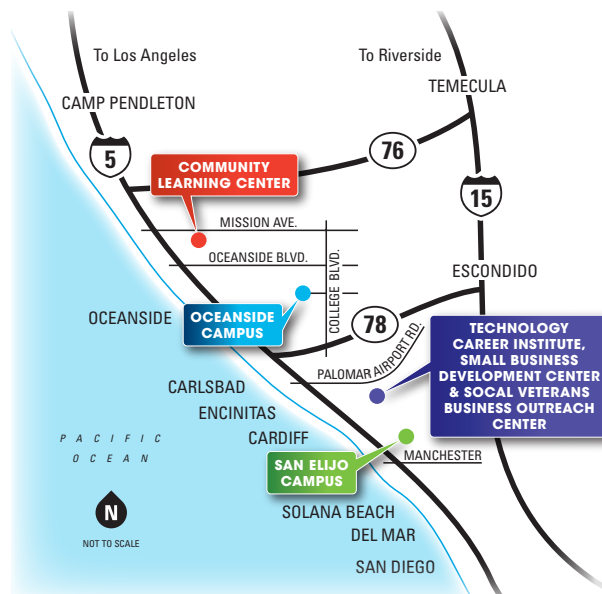 To Los Angeles
To Riverside
TEMECULA
CAMP PENDLETON
5
76
COMMUNITY
LEARNING CENTER
15
MISSION AVE.
OCEANSIDE BLVD.
COLLEGE BLVD.
ESCONDIDO
OCEANSIDE
OCEANSIDE
CAMPUS
78
PALOMAR AIRPORT RD.
TECHNOLOGY
CAREER INSTITUTE,
SMALL BUSINESS
DEVELOPMENT CENTER
& SOCAL VETERANS
BUSINESS OUTREACH
CENTER
CARLSBAD
ENCINITAS
CARDIFF
PACIFIC
OCEAN
SAN ELIJO
CAMPUS
MANCHESTER
N
NOT TO SCALE
SOLANA BEACH
DEL MAR
SAN DIEGO